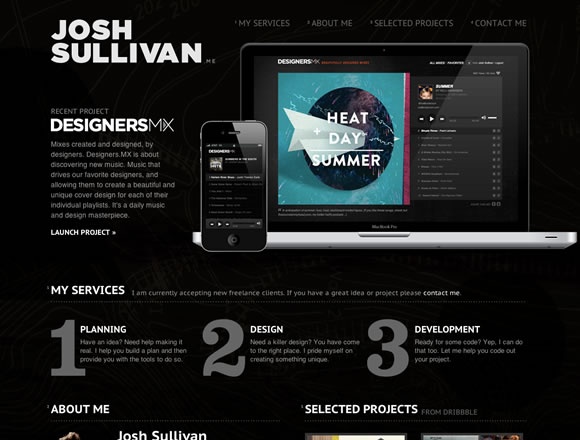 JOSH
SULLIVAN.ME
MY SERVICES
ABOUT ME
SELECTED PROJECTS
CONTACT ME
RECENT PROJECT
DESIGNERSMX
Mixes created and designed, by
designers. Designers.MX is about
discovering new music. Music that
drives our favorite designers, and
allowing them to create a beautiful and
unique cover design for each of their
individual playlists. It's a daily music
and design masterpiece.
LAUNCH PROJECT »
DESIGNERSMX
HEAT
+ DAY
SUMMER
SUMMER
DESIGNERSMX
MacBook Pro
MY SERVICES
I am currently accepting new freelance clients. If you have a great idea or project please contact me.
1
PLANNING
Have an idea? Need help making it
real. I help you build a plan and then
provide you with the tools to do so.
2
DESIGN
Need a killer design? You have come
to the right place. I pride myself on
creating something unique.
3
DEVELOPMENT
Ready for some code? Yep, I can do
that too. Let me help you code out
your project.
ABOUT ME
Josh Sullivan
SELECTED PROJECTS FROM DRIBBBLE